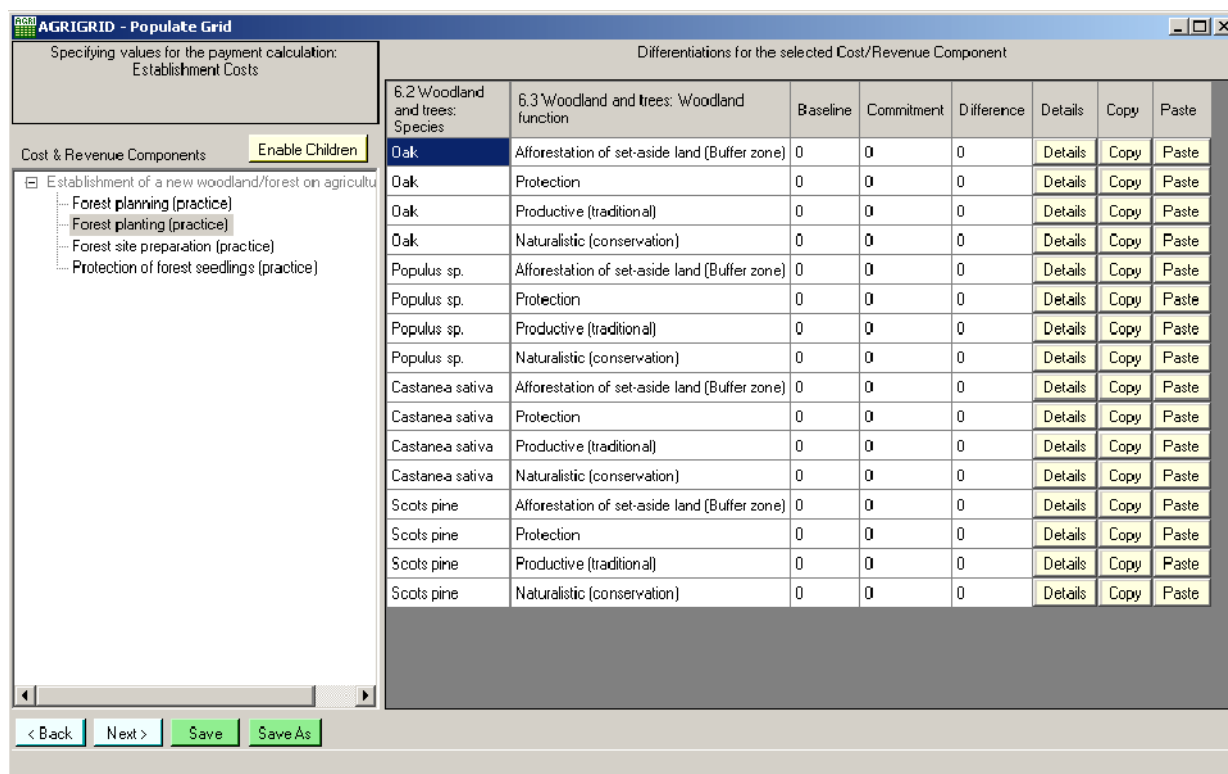 AGRI
AGRIGRID - Populate Grid
Specifying values for the payment calculation:
Establishment Costs
Differentiations for the selected Cost/Revenue Component
Cost & Revenue Components
Enable Children
Establishment of a new woodland/forest on agricultu
Forest planning (practice)
Forest planting (practice)
Forest site preparation (practice)
Protection of forest seedlings (practice)
6.2 Woodland and trees: Species 6.3 Woodland and trees: Woodland function Baseline Commitment Difference Details Copy Paste
Oak Afforestation of set-aside land (Buffer zone) 0 0 0 Details Copy Paste
Oak Protection 0 0 0 Details Copy Paste
Oak Productive (traditional) 0 0 0 Details Copy Paste
Oak Naturalistic (conservation) 0 0 0 Details Copy Paste
Populus sp. Afforestation of set-aside land (Buffer zone) 0 0 0 Details Copy Paste
Populus sp. Protection 0 0 0 Details Copy Paste
Populus sp. Productive (traditional) 0 0 0 Details Copy Paste
Populus sp. Naturalistic (conservation) 0 0 0 Details Copy Paste
Castanea sativa Afforestation of set-aside land (Buffer zone) 0 0 0 Details Copy Paste
Castanea sativa Protection 0 0 0 Details Copy Paste
Castanea sativa Productive (traditional) 0 0 0 Details Copy Paste
Castanea sativa Naturalistic (conservation) 0 0 0 Details Copy Paste
Scots pine Afforestation of set-aside land (Buffer zone) 0 0 0 Details Copy Paste
Scots pine Protection 0 0 0 Details Copy Paste
Scots pine Productive (traditional) 0 0 0 Details Copy Paste
Scots pine Naturalistic (conservation) 0 0 0 Details Copy Paste
< Back Next > Save Save As